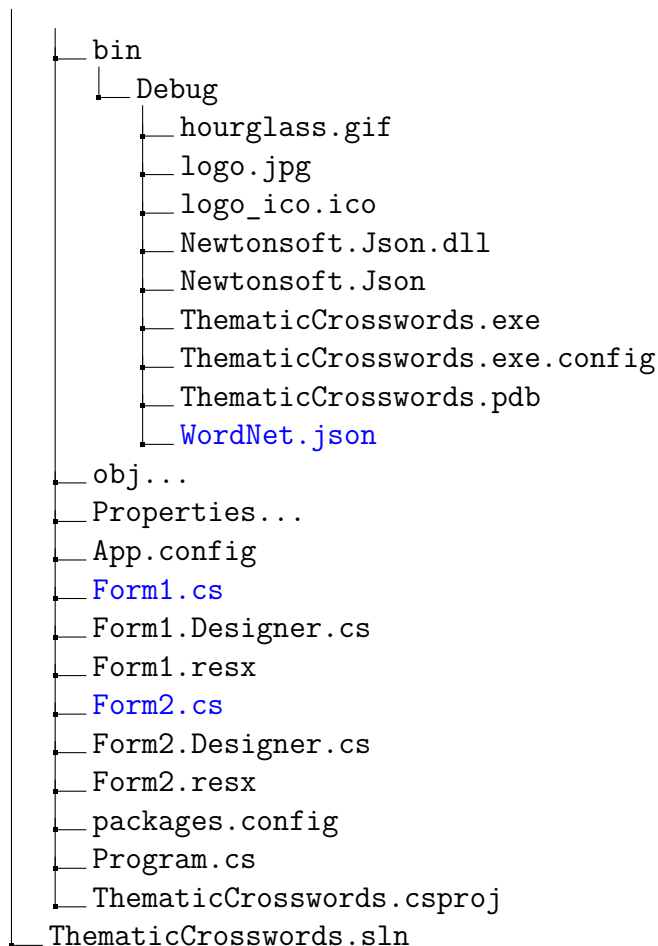 bin
Debug
hourglass.gif
logo.jpg
logo_ico.ico
Newtonsoft.Json.dll
Newtonsoft.Json
ThematicCrosswords.exe
ThematicCrosswords.exe.config
ThematicCrosswords.pdb
WordNet.json
obj...
Properties...
App.config
Form1.cs
Form1.Designer.cs
Form1.resx
Form2.cs
Form2.Designer.cs
Form2.resx
packages.config
Program.cs
ThematicCrosswords.csproj
ThematicCrosswords.sln